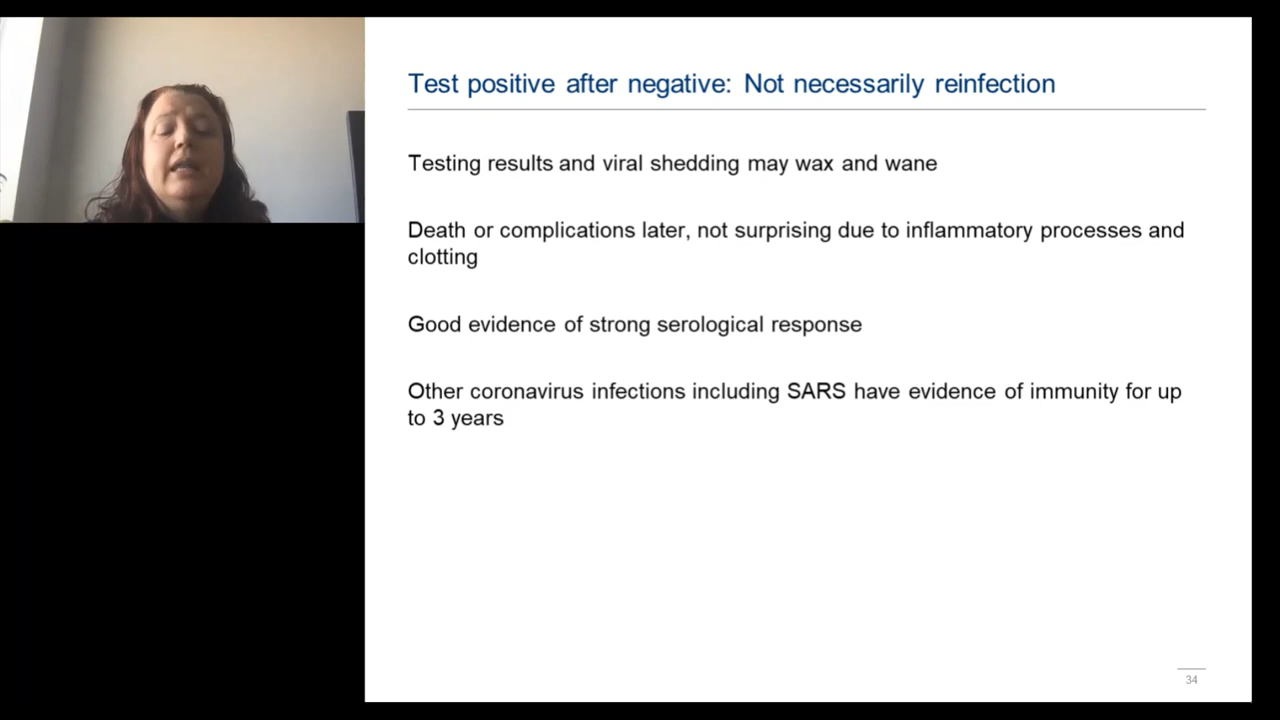 Test positive after negative: Not necessarily reinfection
Testing results and viral shedding may wax and wane
Death or complications later, not surprising due to inflammatory processes and
clotting
Good evidence of strong serological response
Other coronavirus infections including SARS have evidence of immunity for up
to 3 years
34